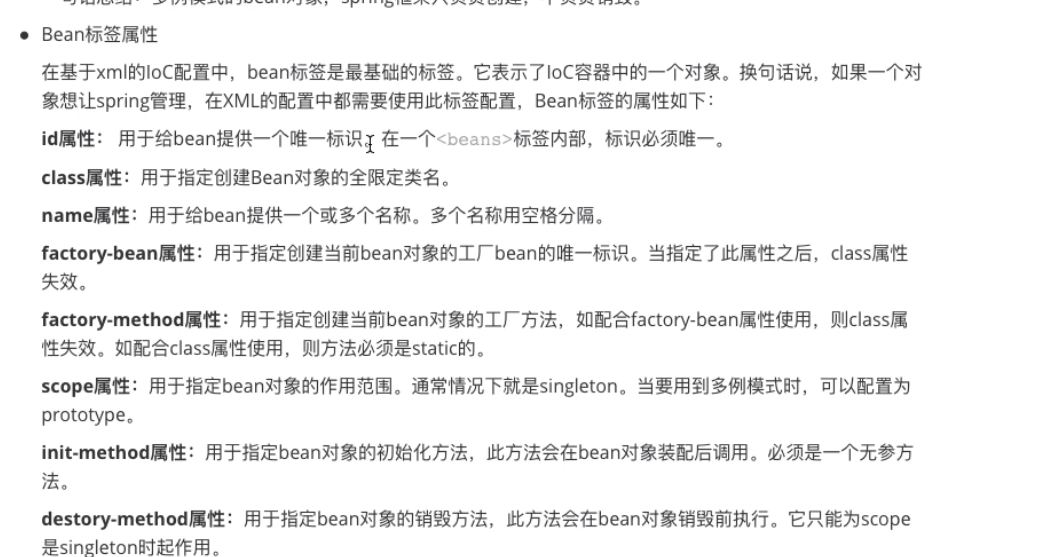 Bean标签属性
在基于xml的IoC配置中，bean标签是最基础的标签。它表示了IoC容器中的一个对象。换句话说，如果一个对
象想让spring管理，在XML的配置中都需要使用此标签配置，Bean标签的属性如下：
id属性： 用于给bean提供一个唯一标识。在一个<beans>标签内部，标识必须唯一。
class属性：用于指定创建Bean对象的全限定类名。
name属性：用于给bean提供一个或多个名称。多个名称用空格分隔。
factory-bean属性：用于指定创建当前bean对象的工厂bean的唯一标识。当指定了此属性之后，class属性
失效。
factory-method属性：用于指定创建当前bean对象的工厂方法，如配合factory-bean属性使用，则class属
性失效。如配合class属性使用，则方法必须是static的。
scope属性：用于指定bean对象的作用范围。通常情况下就是singleton。当要用到多例模式时，可以配置为
prototype。
init-method属性：用于指定bean对象的初始化方法，此方法会在bean对象装配后调用。必须是一个无参方
法。
destory-method属性：用于指定bean对象的销毁方法，此方法会在bean对象销毁前执行。它只能为scope
是singleton时起作用。